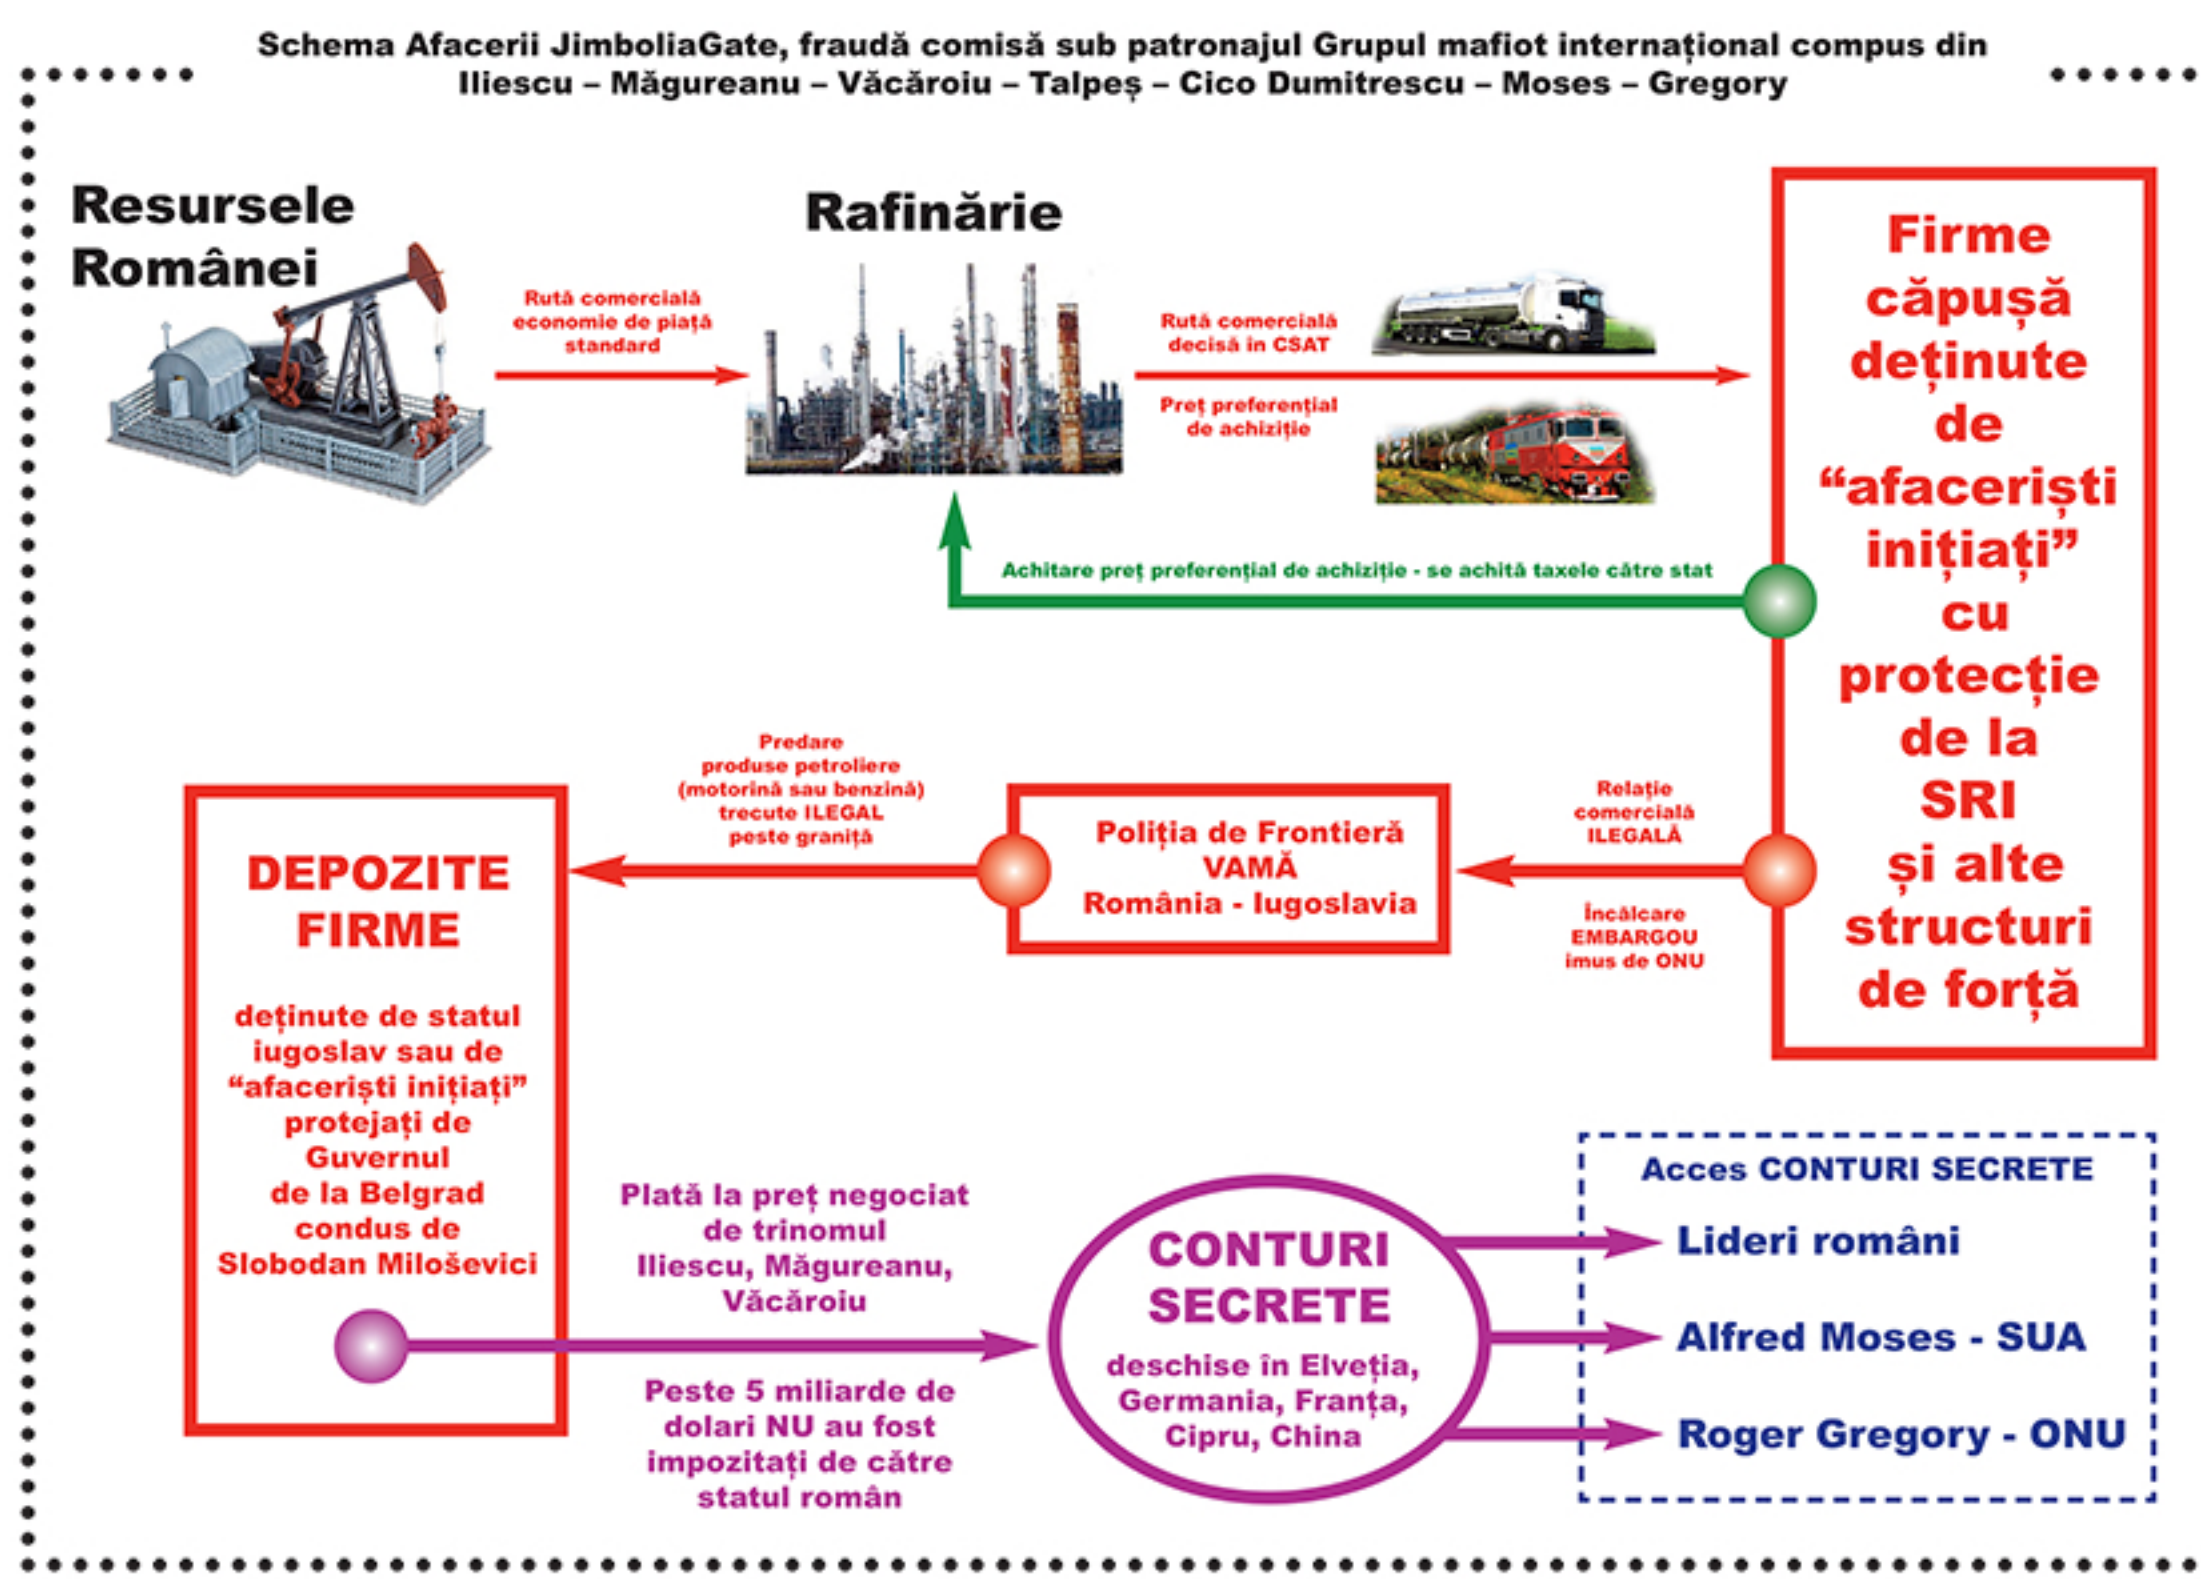 Schema Afacerii JimboliaGate, fraudă comisă sub patronajul Grupul mafiot internațional compus din
Iliescu – Măgureanu – Văcăroiu – Talpeș – Cico Dumitrescu – Moses – Gregory
Resursele
Românei
Rută comercială
economie de piață
standard
Rafinărie
Rută comercială
decisă in CSAT
Preț preferențial
de achiziție
Firme
căpușă
deținute
de
“afaceriști
inițiați”
cu
protecție
de la
SRI
și alte
structuri
de forță
Achitare preț preferențial de achiziție - se achită taxele către stat
Relație
comercială
ILEGALĂ
Încălcare
EMBARGOU
imus de ONU
Poliția de Frontieră
VAMĂ
România - Iugoslavia
Predare
produse petroliere
(motorină sau benzină)
trecute ILEGAL
peste graniță
DEPOZITE
FIRME
deținute de statul
iugoslav sau de
“afaceriști inițiați”
protejați de
Guvernul
de la Belgrad
condus de
Slobodan Miloševici
Plată la preț negociat
de trinomul
Iliescu, Măgureanu,
Văcăroiu
Peste 5 miliarde de
dolari NU au fost
impozitați de către
statul român
CONTURI
SECRETE
deschise în Elveția,
Germania, Franța,
Cipru, China
Acces CONTURI SECRETE
Lideri români
Alfred Moses - SUA
Roger Gregory - ONU